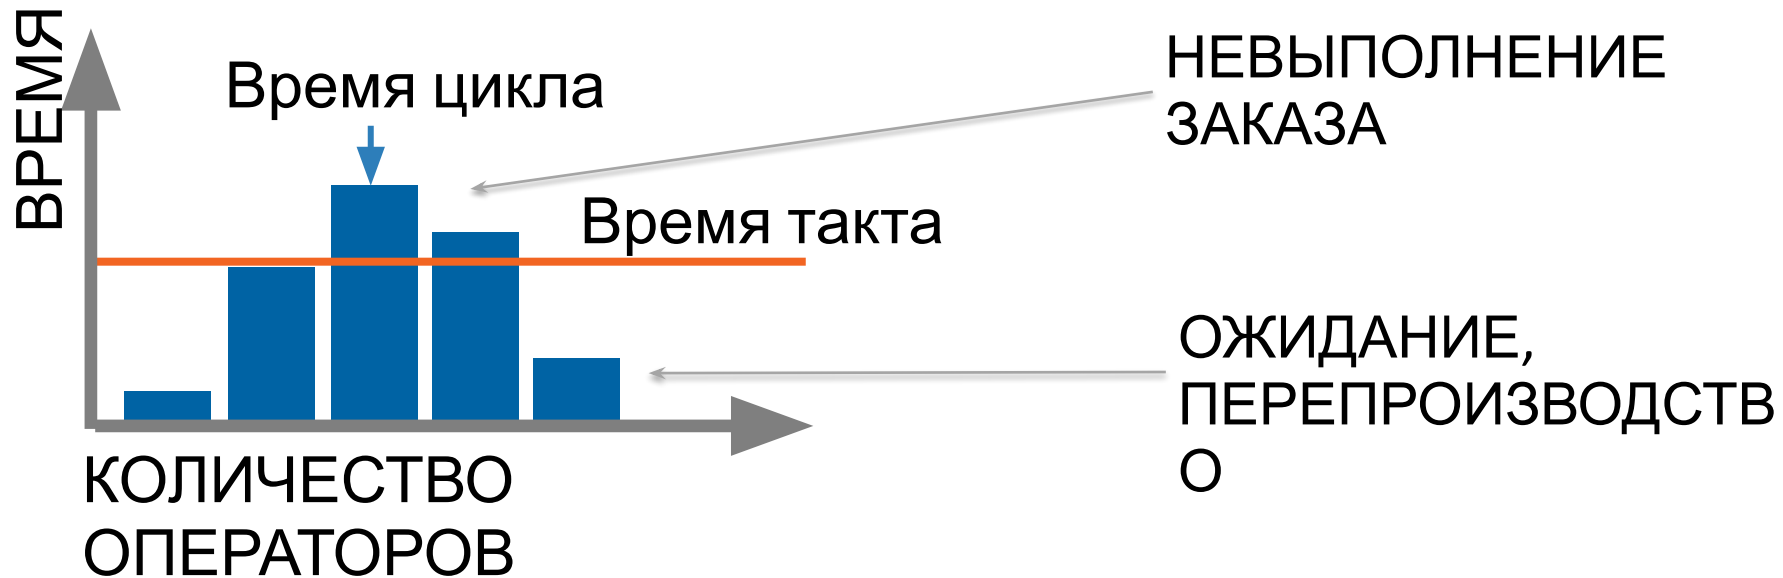 ВРЕМЯ
Время цикла
НЕВЫПОЛНЕНИЕ
ЗАКАЗА
Время такта
ОЖИДАНИЕ,
ПЕРЕПРОИЗВОДСТВ
О
КОЛИЧЕСТВО
ОПЕРАТОРОВ